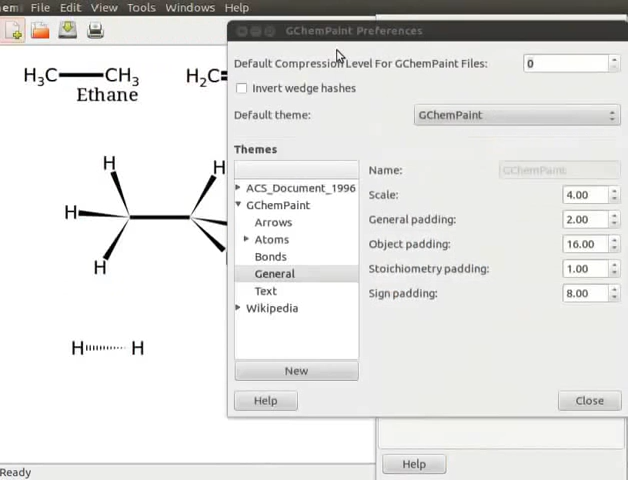 File Edit View Tools Windows Help
GChemPaint Preferences
Default Compression Level For GChemPaint Files: 0
Invert wedge hashes
Default theme: GChemPaint
Themes
ACS_Document_1996
GChemPaint
Arrows
Atoms
Bonds
General
Text
Wikipedia
New
Name: GChemPaint
Scale: 4.00
General padding: 2.00
Object padding: 16.00
Stoichiometry padding: 1.00
Sign padding: 8.00
Help Close
Help
H₃C CH₃ H₂C
Ethane
H H
H
H
H H
Ready